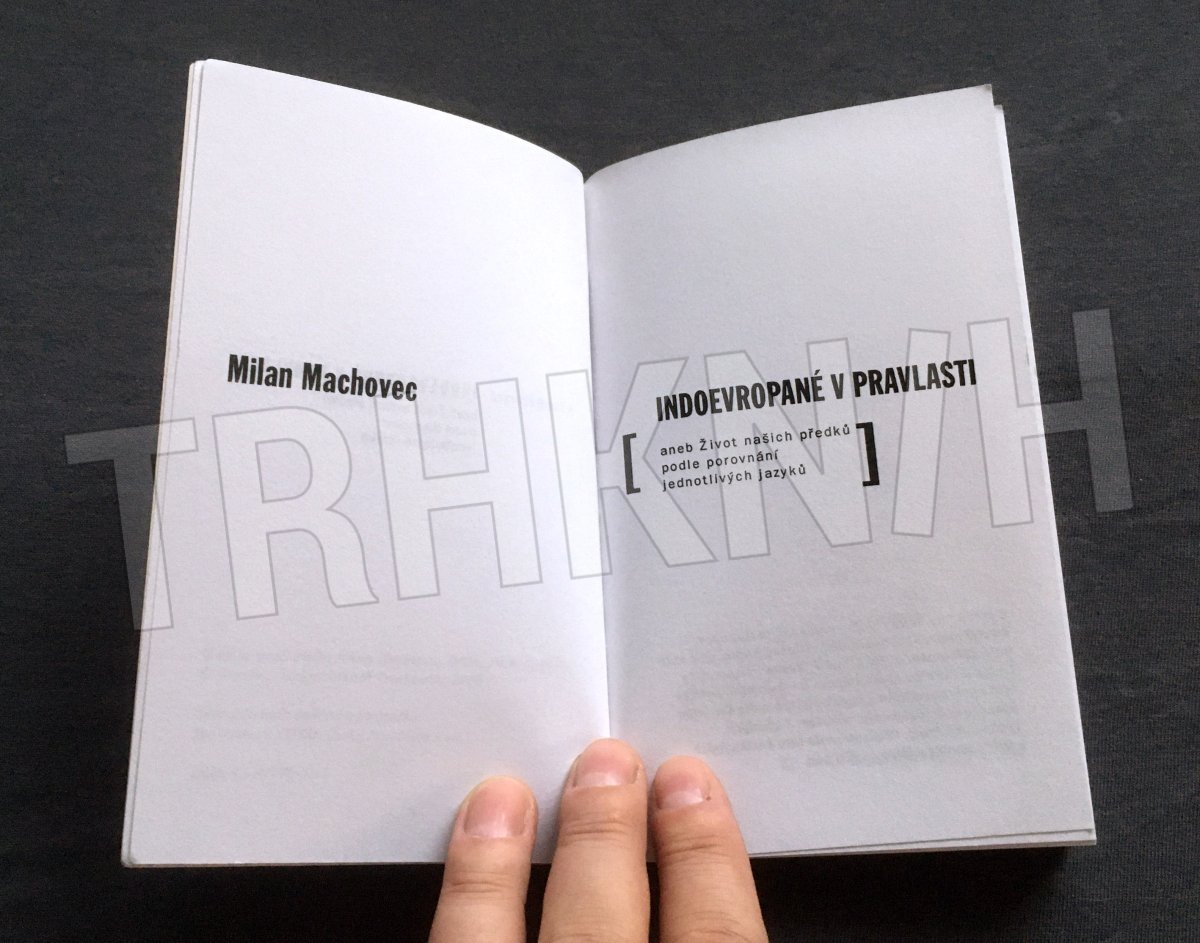 Milan Machovec
INDOEVROPANÉ V PRAVLASTI
[ aneb Život našich předků
podle porovnání
jednotlivých jazyků ]
TRHKNIH